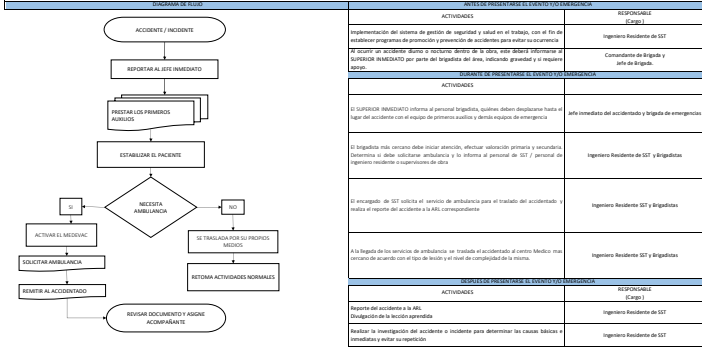 DIAGRAMA DE FLUJO
ACCIDENTE / INCIDENTE
REPORTAR AL JEFE INMEDIATO
PRESTAR LOS PRIMEROS
AUXILIOS
ESTABILIZAR EL PACIENTE
NECESITA
AMBULANCIA
SI
NO
ACTIVAR EL MEDEVAC
SE TRASLADA POR SU PROPIOS
MEDIOS
SOLICITAR AMBULANCIA
RETOMA ACTIVIDADES NORMALES
REMITIR AL ACCIDENTADO
REVISAR DOCUMENTO Y ASIGNE
ACOMPAÑANTE
ANTES DE PRESENTARSE EL EVENTO Y/O EMERGENCIA
ACTIVIDADES
RESPONSABLE
(Cargo )
Implementación del sistema de gestión de seguridad y salud en el trabajo, con el fin de
establecer programas de promoción y prevención de accidentes para evitar su ocurrencia
Ingeniero Residente de SST
Al ocurrir un accidente diurno o nocturno dentro de la obra, este deberá informarse al
SUPERIOR INMEDIATO por parte del brigadista del área, indicando gravedad y si requiere
apoyo.
Comandante de Brigada y
Jefe de Brigada.
DURANTE DE PRESENTARSE EL EVENTO Y/O EMERGENCIA
ACTIVIDADES
El SUPERIOR INMEDIATO informa al personal brigadista, quiénes deben desplazarse hasta el
lugar del accidente con el equipo de primeros auxilios y demás equipos de emergencia
Jefe inmediato del accidentado y brigada de emergencias
El brigadista más cercano debe iniciar atención, efectuar valoración primaria y secundaria.
Determina si debe solicitarse ambulancia y lo informa al personal de SST / personal de
ingeniero residente o supervisores de obra
Ingeniero Residente SST y Brigadistas
El encargado de SST solicita el servicio de ambulancia para el traslado del accidentado y
realiza el reporte del accidente a la ARL correspondiente
Ingeniero Residente SST y Brigadistas
A la llegada de los servicios de ambulancia se traslada el accidentado al centro Medico mas
cercano de acuerdo con el tipo de lesión y el nivel de complejidad de la misma.
Ingeniero Residente SST y Brigadistas
DESPUES DE PRESENTARSE EL EVENTO Y/O EMERGENCIA
ACTIVIDADES
RESPONSABLE
(Cargo )
Reporte del accidente a la ARL
Divulgación de la lección aprendida
Ingeniero Residente de SST
Realizar la investigación del accidente o incidente para determinar las causas básicas e
inmediatas y evitar su repetición
Ingeniero Residente de SST